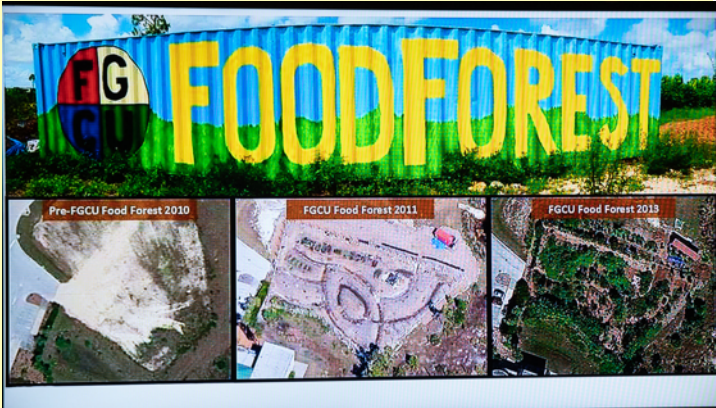 FG
CU
FOODFOREST
Pre-FGCU Food Forest 2010
FGCU Food Forest 2011
FGCU Food Forest 2013